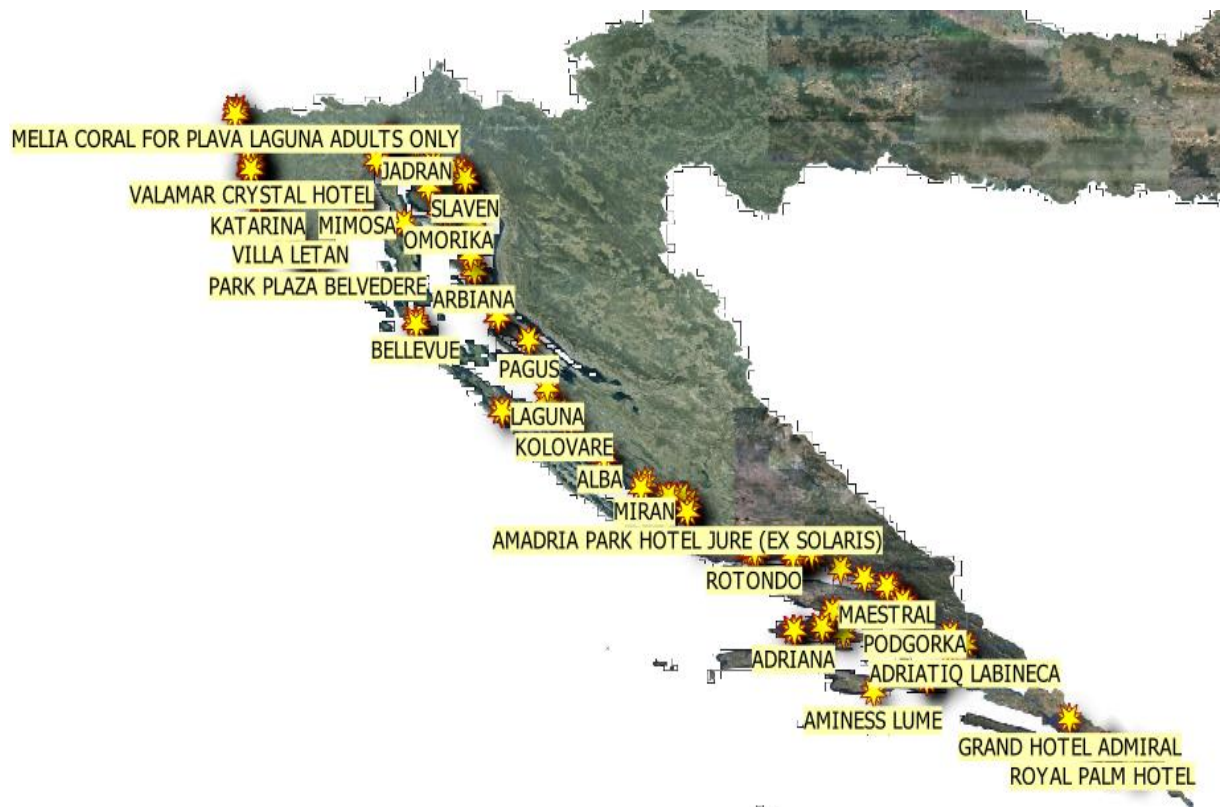 MELIA CORAL FOR PLAVA LAGUNA ADULTS ONLY
JADRAN
VALAMAR CRYSTAL HOTEL
SLAVEN
KATARINA
MIMOSA
OMORIKA
VILLA LETAN
PARK PLAZA BELVEDERE
ARBIANA
BELLEVUE
PAGUS
LAGUNA
KOLOVARE
ALBA
MIRAN
AMADRIA PARK HOTEL JURE (EX SOLARIS)
ROTONDO
MAESTRAL
PODGORKA
ADRIANA
ADRIATIQ LABINECA
AMINESS LUME
GRAND HOTEL ADMIRAL
ROYAL PALM HOTEL